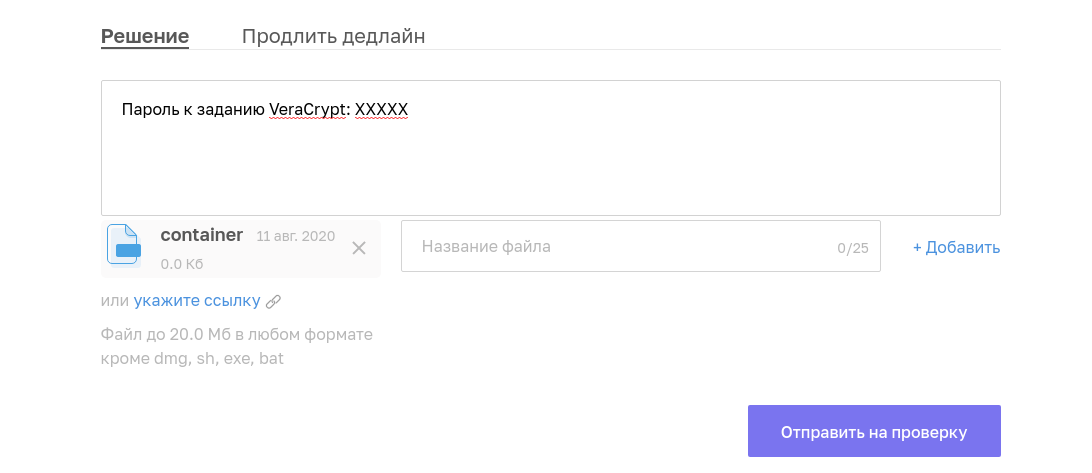 Решение Продлить дедлайн
Пароль к заданию VeraCrypt: XXXXX
container 11 авг. 2020
0.0 Кб
Название файла 0/25
+ Добавить
или укажите ссылку
Файл до 20.0 Мб в любом формате
кроме dmg, sh, exe, bat
Отправить на проверку